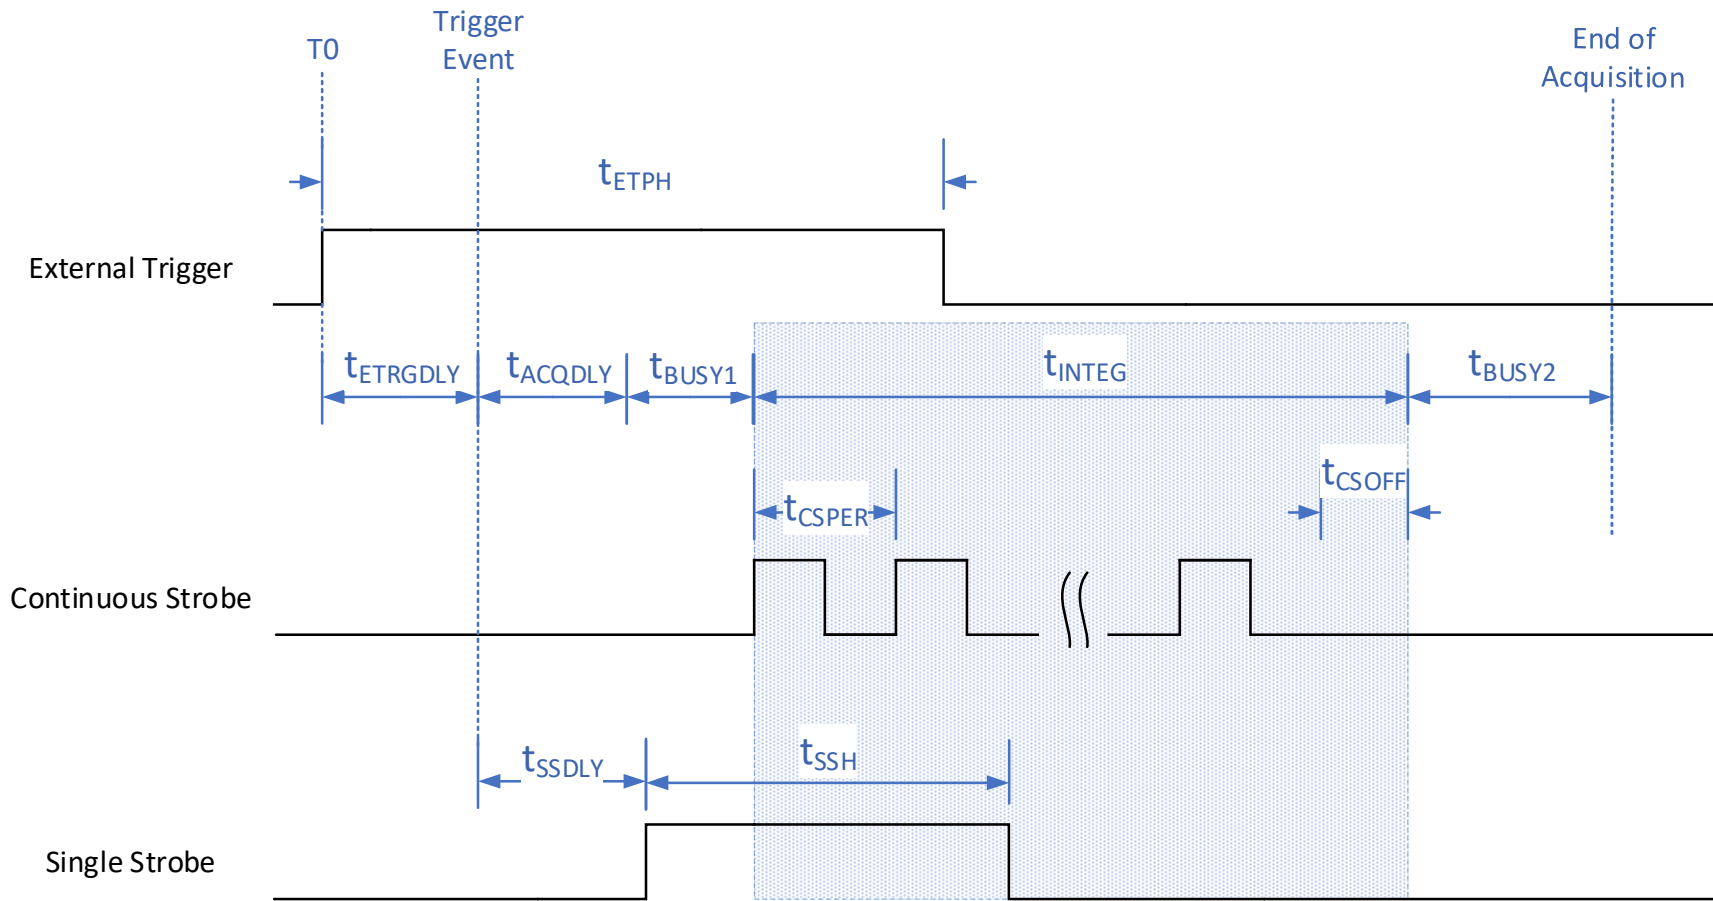 T0
Trigger
Event
End of
Acquisition
tETPH
External Trigger
tETRGDLY
tACQDLY
tBUSY1
tINTEG
tBUSY2
tCSPER
tCSOFF
Continuous Strobe
tSSDLY
tSSH
Single Strobe